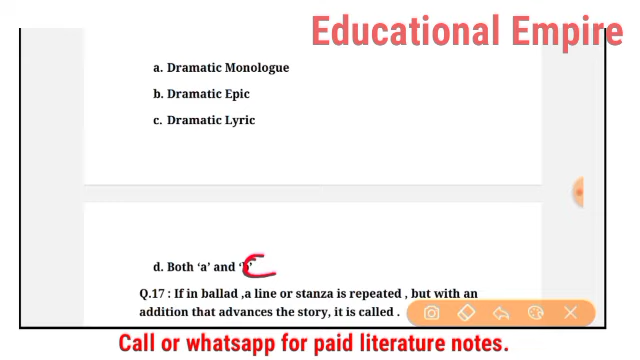 Educational Empire
a. Dramatic Monologue
b. Dramatic Epic
c. Dramatic Lyric
d. Both ‘a’ and ‘b’
C
Q.17 : If in ballad ,a line or stanza is repeated , but with an
addition that advances the story, it is called .
Call or whatsapp for paid literature notes.